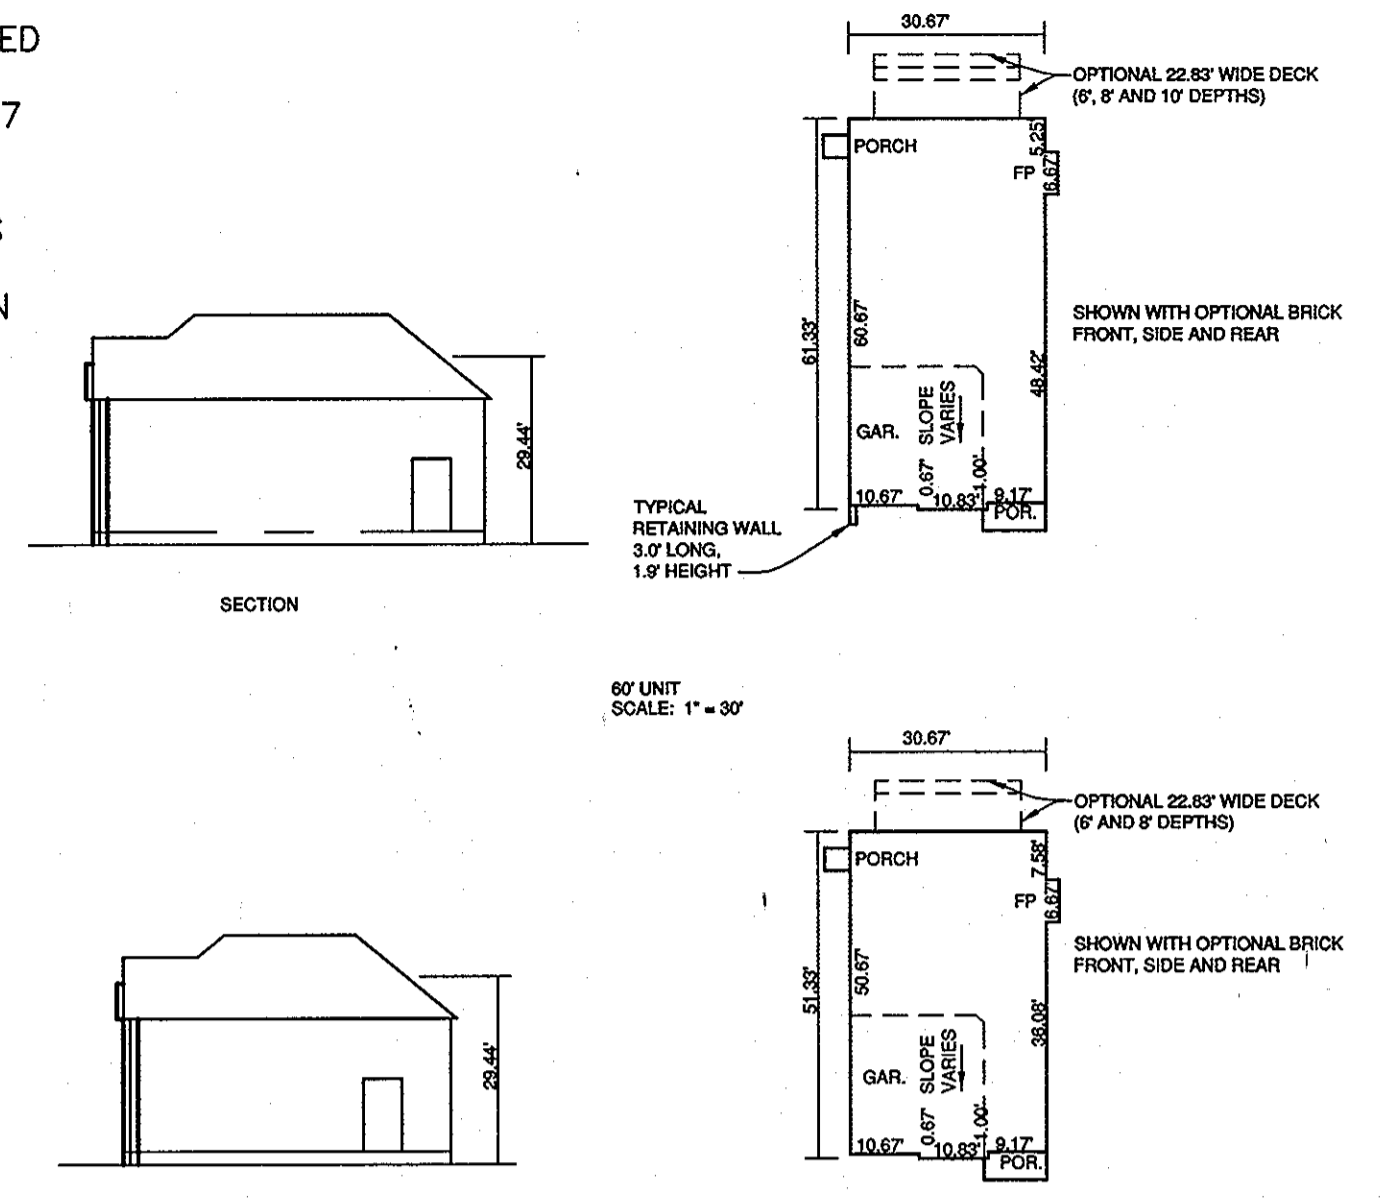 ED
7
S
N
30.67'
OPTIONAL 22.83' WIDE DECK
(6', 8' AND 10' DEPTHS)
PORCH
5.25'
FP
6.67'
61.33'
60.67'
SHOWN WITH OPTIONAL BRICK
FRONT, SIDE AND REAR
48.42'
29.44'
GAR.
SLOPE
VARIES
0.67'
1.00'
10.67'
10.83'
9.17'
POR.
TYPICAL
RETAINING WALL
3.0' LONG,
1.9' HEIGHT
SECTION
60' UNIT
SCALE: 1" = 30'
30.67'
OPTIONAL 22.83' WIDE DECK
(6' AND 8' DEPTHS)
PORCH
7.58'
FP
6.67'
51.33'
50.67'
SHOWN WITH OPTIONAL BRICK
FRONT, SIDE AND REAR
38.08'
29.44'
GAR.
SLOPE
VARIES
0.67'
1.00'
10.67'
10.83'
9.17'
POR.